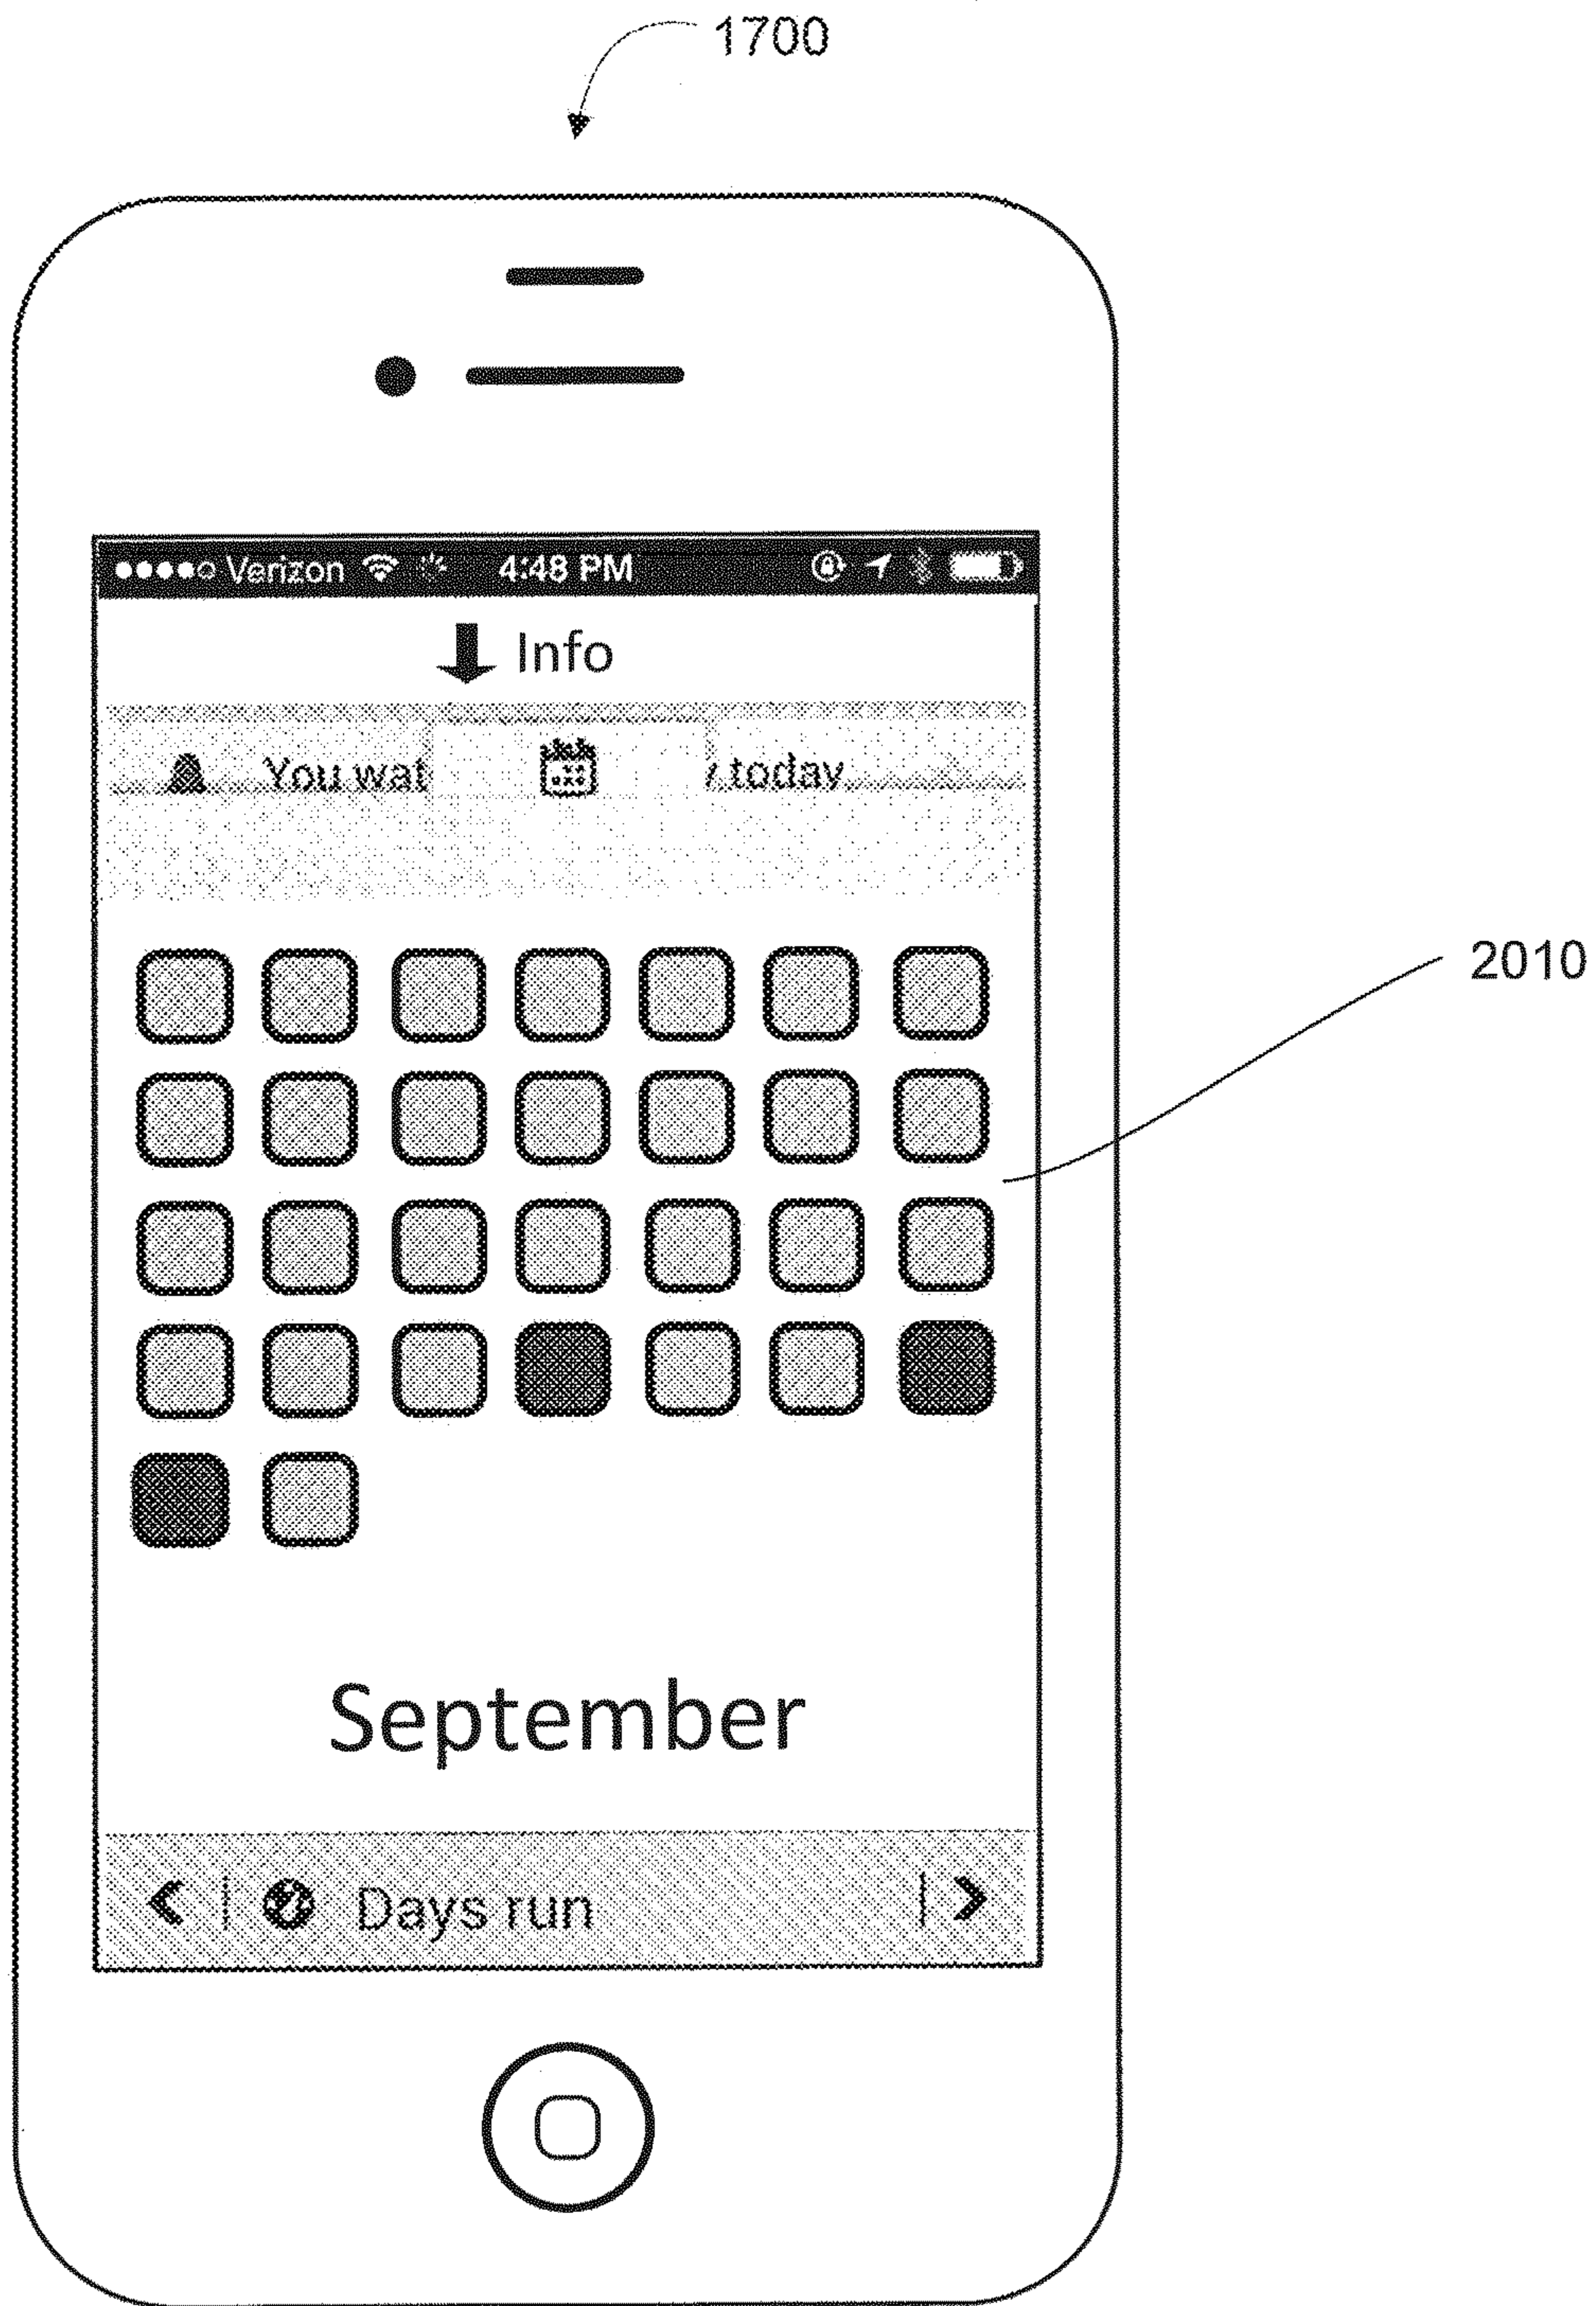 1700
Verizon 4:48 PM
Info
You wat today
2010
September
Days run